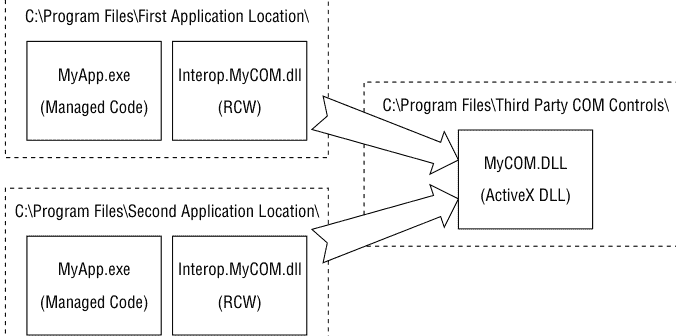 C:\Program Files\First Application Location\
MyApp.exe
(Managed Code)
Interop.MyCOM.dll
(RCW)
C:\Program Files\Third Party COM Controls\
MyCOM.DLL
(ActiveX DLL)
C:\Program Files\Second Application Location\
MyApp.exe
(Managed Code)
Interop.MyCOM.dll
(RCW)